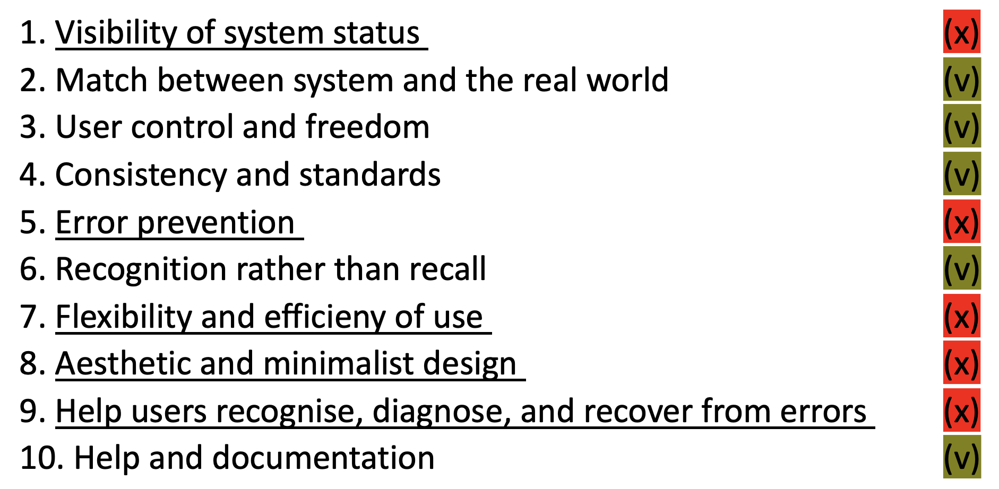 1. Visibility of system status (x)
2. Match between system and the real world (v)
3. User control and freedom (v)
4. Consistency and standards (v)
5. Error prevention (x)
6. Recognition rather than recall (v)
7. Flexibility and efficieny of use (x)
8. Aesthetic and minimalist design (x)
9. Help users recognise, diagnose, and recover from errors (x)
10. Help and documentation (v)